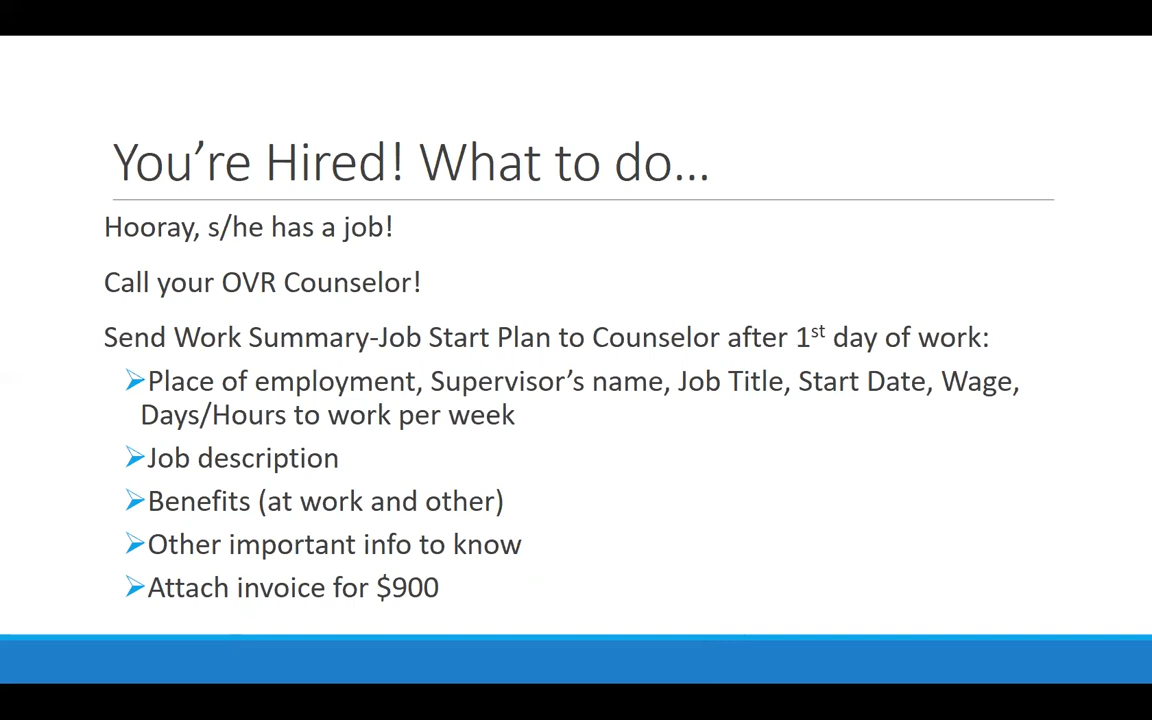 You’re Hired! What to do…
Hooray, s/he has a job!
Call your OVR Counselor!
Send Work Summary-Job Start Plan to Counselor after 1st day of work:
➢Place of employment, Supervisor’s name, Job Title, Start Date, Wage,
Days/Hours to work per week
➢Job description
➢Benefits (at work and other)
➢Other important info to know
➢Attach invoice for $900